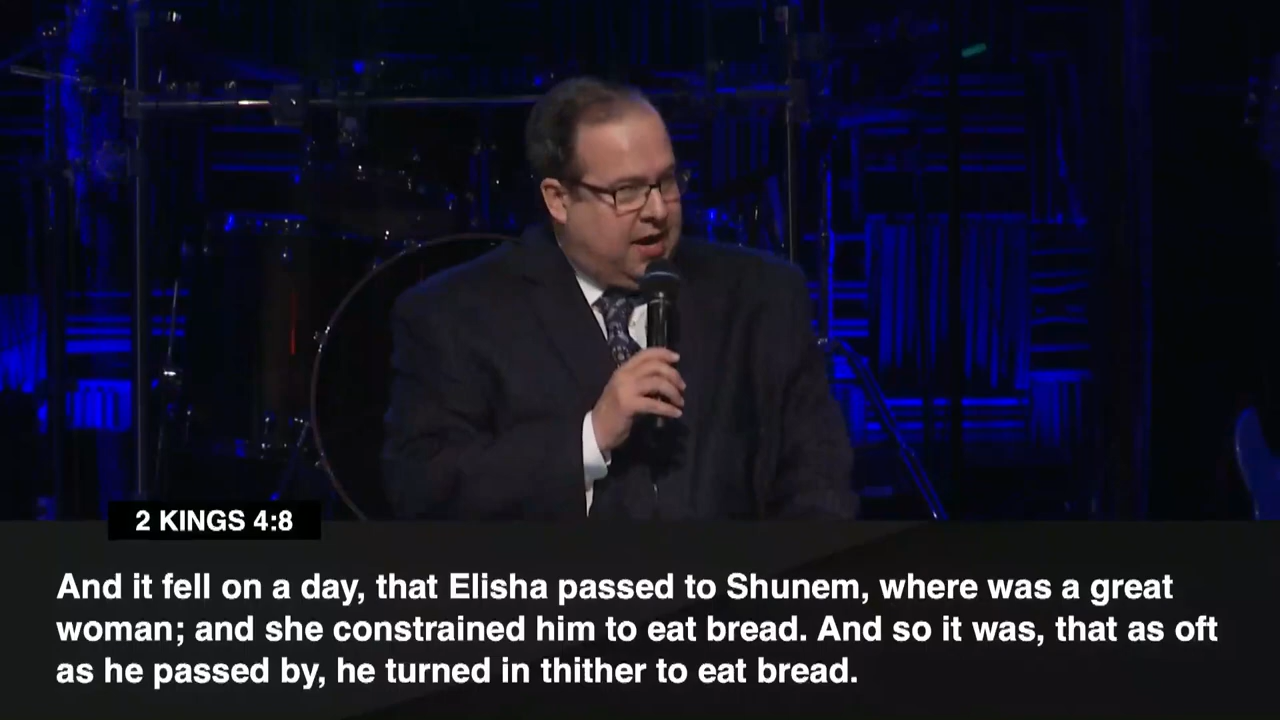 2 KINGS 4:8
And it fell on a day, that Elisha passed to Shunem, where was a great
woman; and she constrained him to eat bread. And so it was, that as oft
as he passed by, he turned in thither to eat bread.